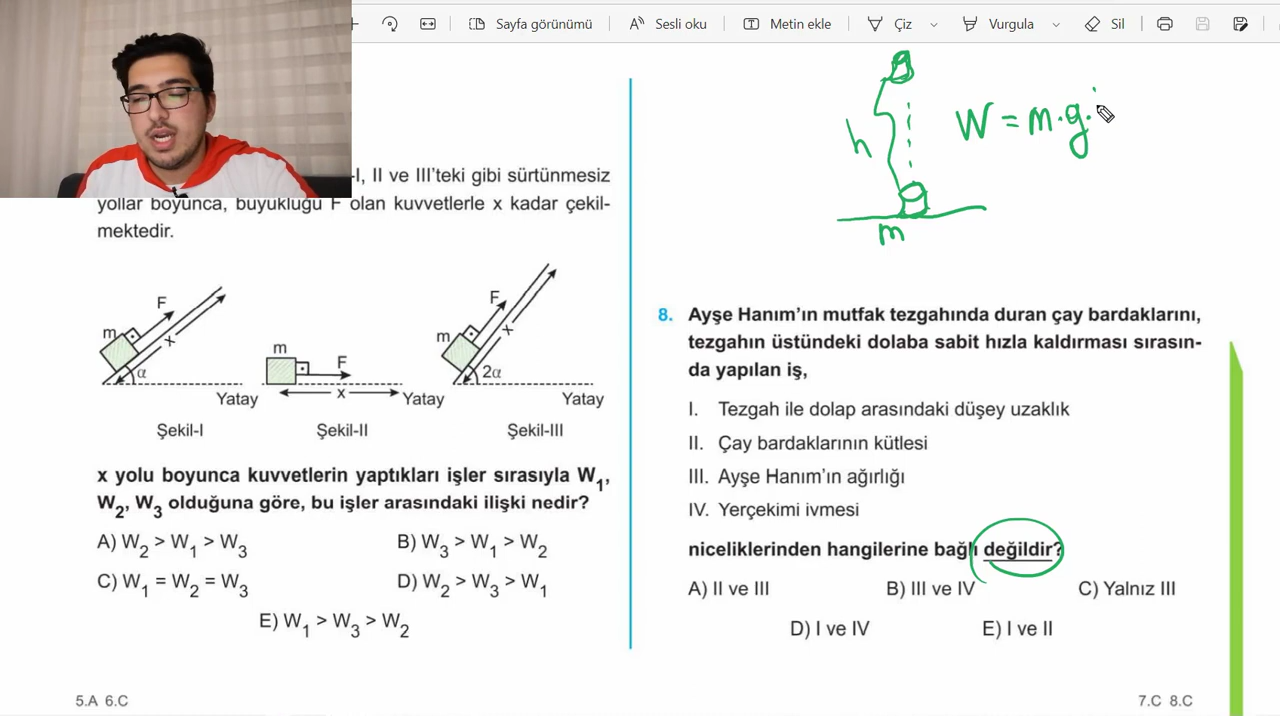 Sayfa görünümü
Sesli oku
Metin ekle
Çiz
Vurgula
Sil
-I, II ve III'teki gibi sürtünmesiz
yollar boyunca, büyüklüğü F olan kuvvetlerle x kadar çekil-
mektedir.
m
F
x
α
Yatay
Şekil-I
m
F
x
Yatay
Şekil-II
m
F
x
2α
Yatay
Şekil-III
x yolu boyunca kuvvetlerin yaptıkları işler sırasıyla W1,
W2, W3 olduğuna göre, bu işler arasındaki ilişki nedir?
A) W2 > W1 > W3
B) W3 > W1 > W2
C) W1 = W2 = W3
D) W2 > W3 > W1
E) W1 > W3 > W2
5.A 6.C
h
m
W = m.g.
8. Ayşe Hanım'ın mutfak tezgahında duran çay bardaklarını,
tezgahın üstündeki dolaba sabit hızla kaldırması sırasın-
da yapılan iş,
I. Tezgah ile dolap arasındaki düşey uzaklık
II. Çay bardaklarının kütlesi
III. Ayşe Hanım'ın ağırlığı
IV. Yerçekimi ivmesi
niceliklerinden hangilerine bağlı değildir?
A) II ve III
B) III ve IV
C) Yalnız III
D) I ve IV
E) I ve II
7.C 8.C